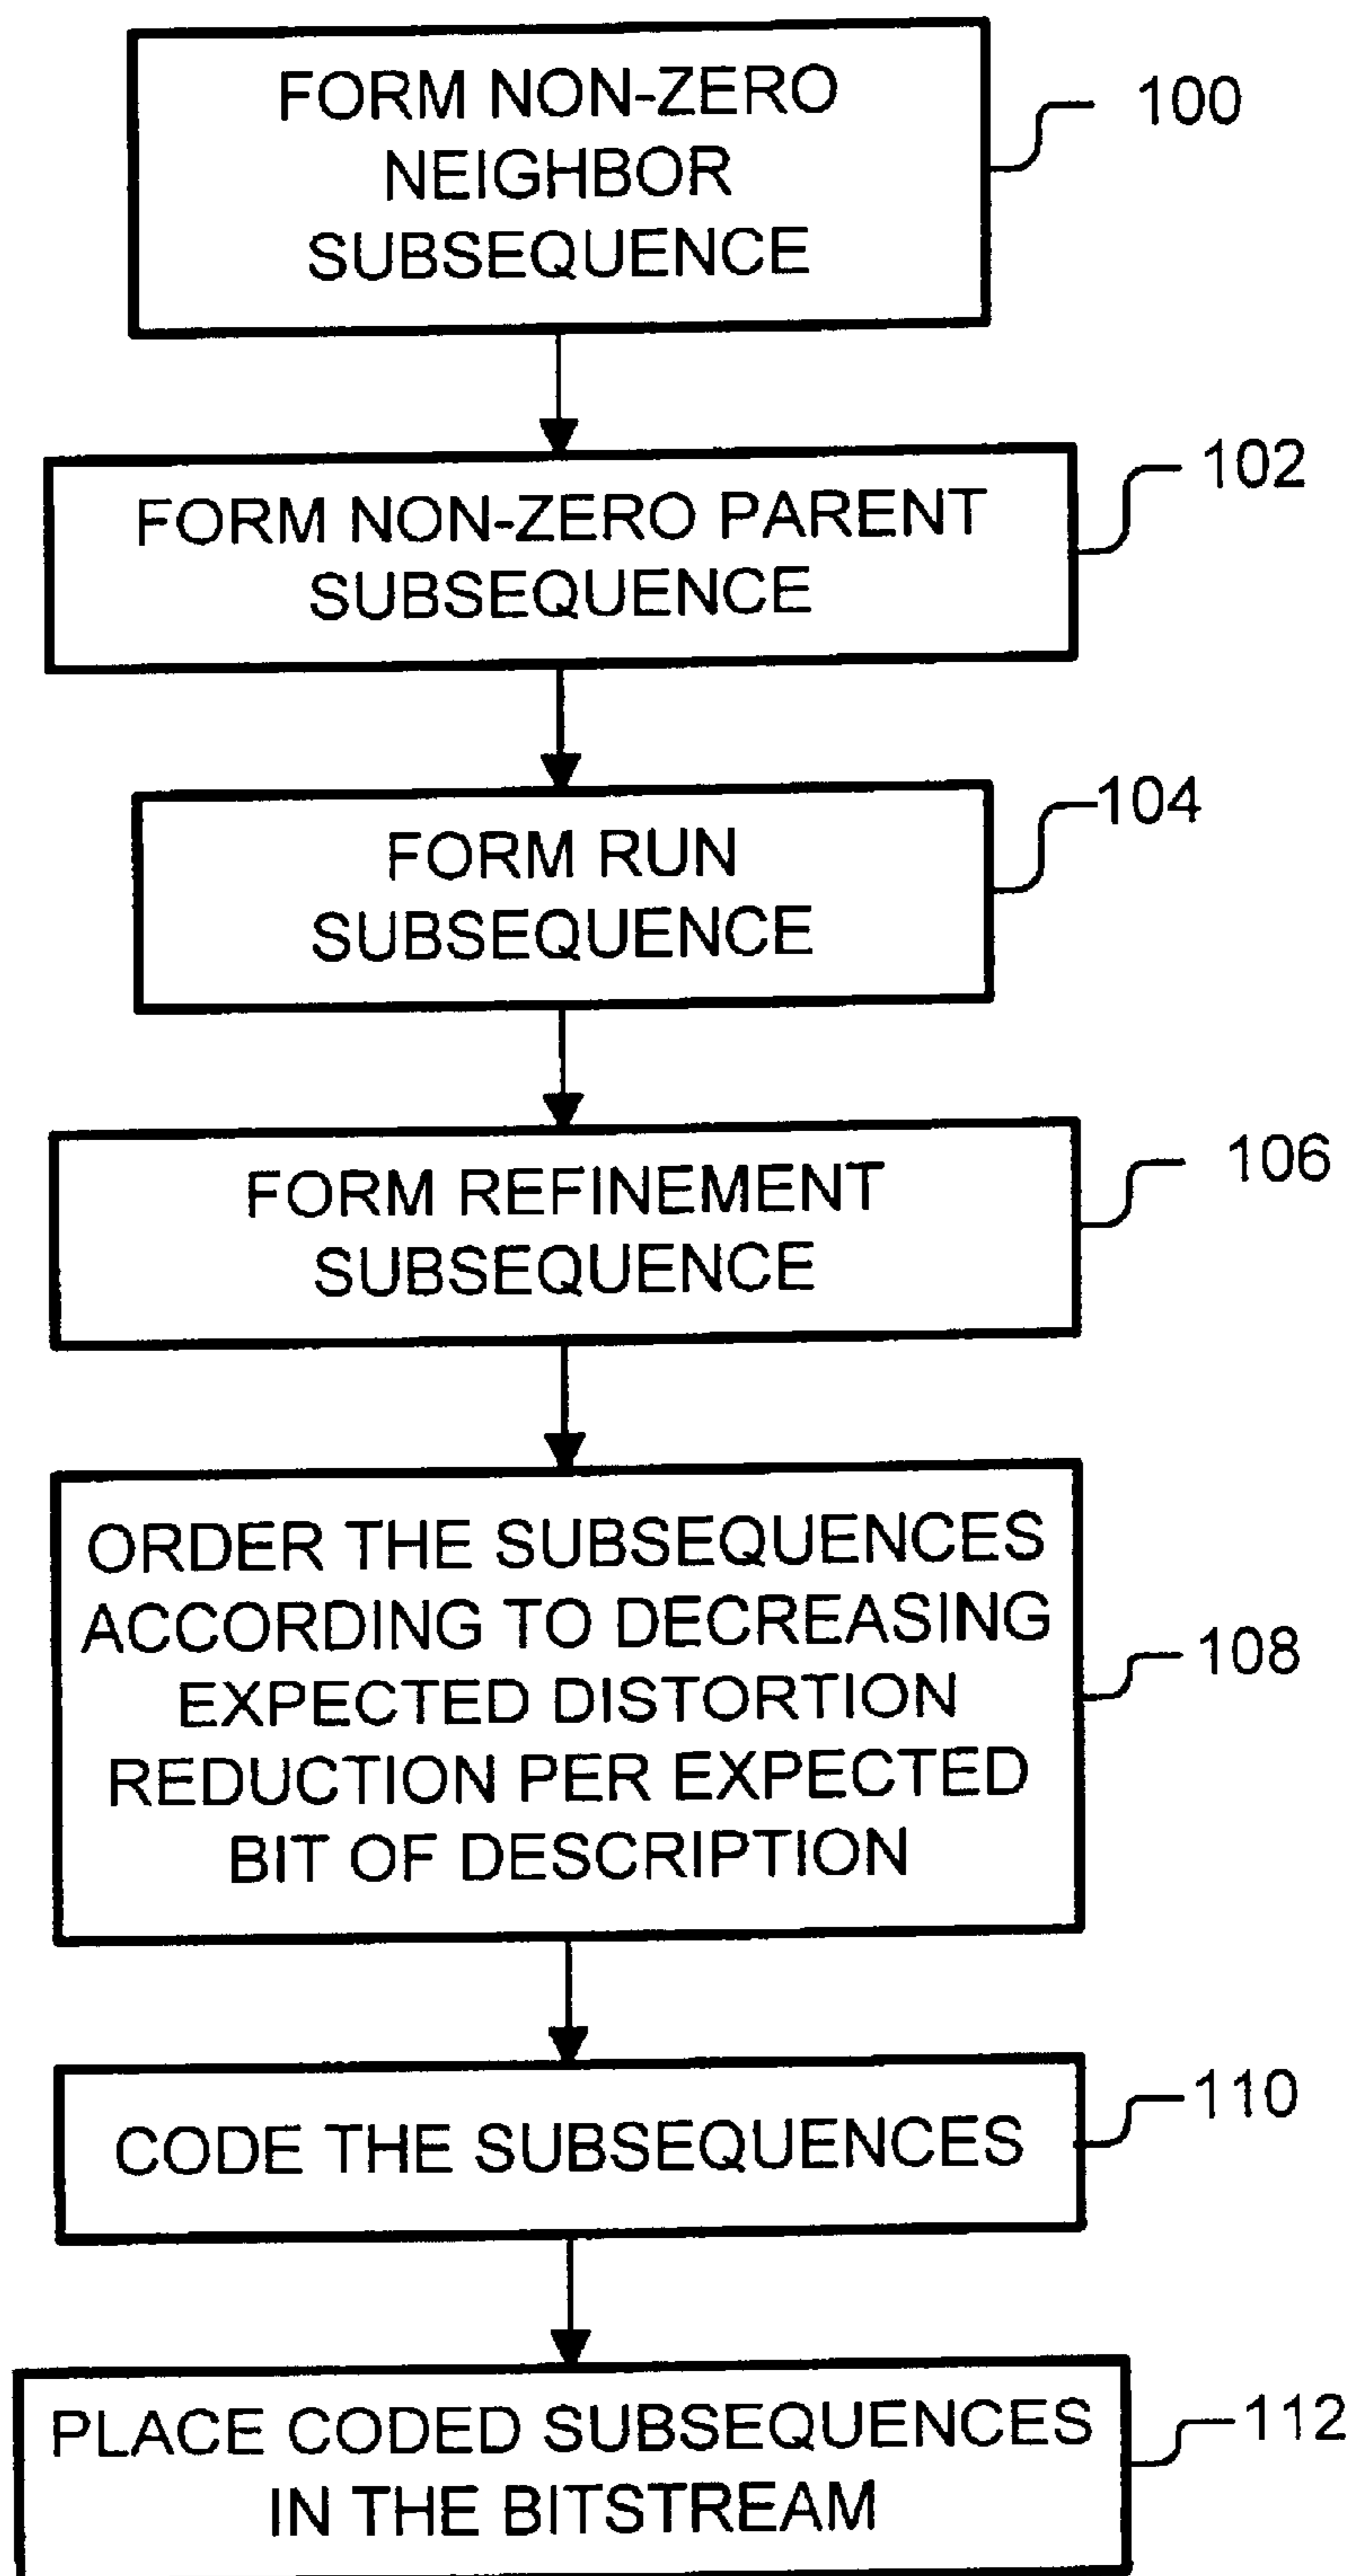 FORM NON-ZERO
NEIGHBOR
SUBSEQUENCE
100
FORM NON-ZERO PARENT
SUBSEQUENCE
102
FORM RUN
SUBSEQUENCE
104
FORM REFINEMENT
SUBSEQUENCE
106
ORDER THE SUBSEQUENCES
ACCORDING TO DECREASING
EXPECTED DISTORTION
REDUCTION PER EXPECTED
BIT OF DESCRIPTION
108
CODE THE SUBSEQUENCES
110
PLACE CODED SUBSEQUENCES
IN THE BITSTREAM
112